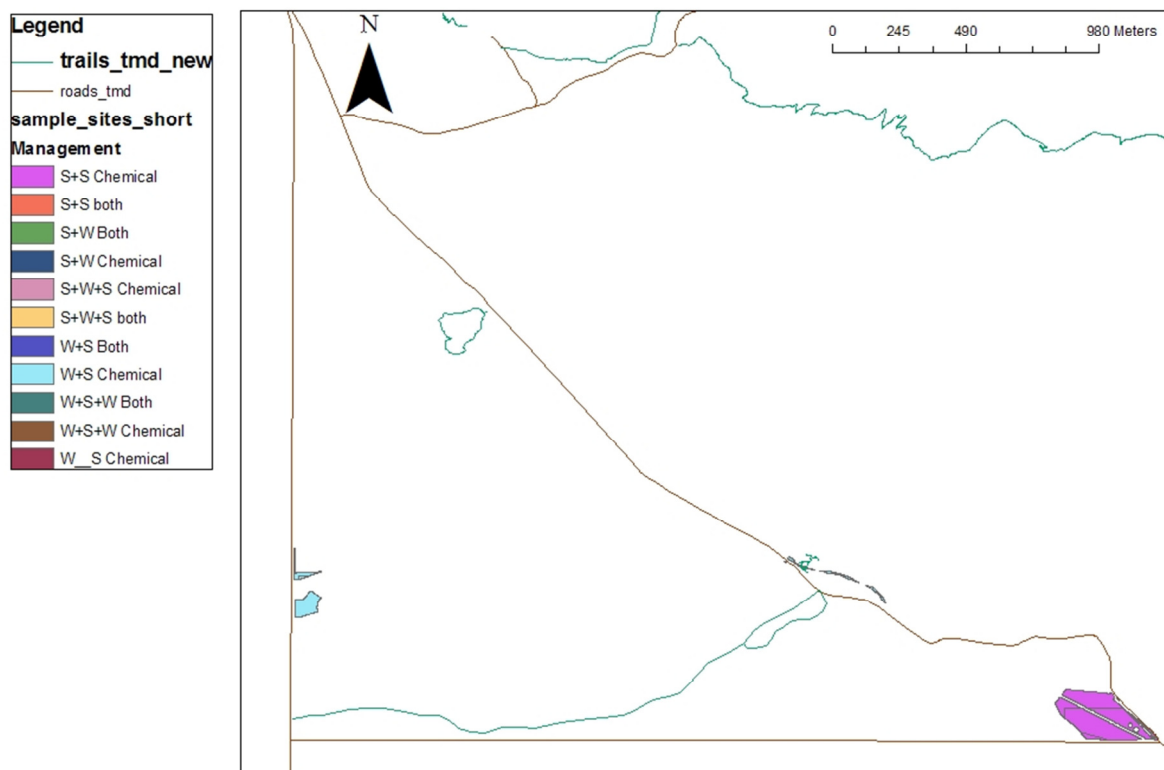 Legend
trails_tmd_new
roads_tmd
sample_sites_short
Management
S+S Chemical
S+S both
S+W Both
S+W Chemical
S+W+S Chemical
S+W+S both
W+S Both
W+S Chemical
W+S+W Both
W+S+W Chemical
W__S Chemical
N
0 245 490 980 Meters